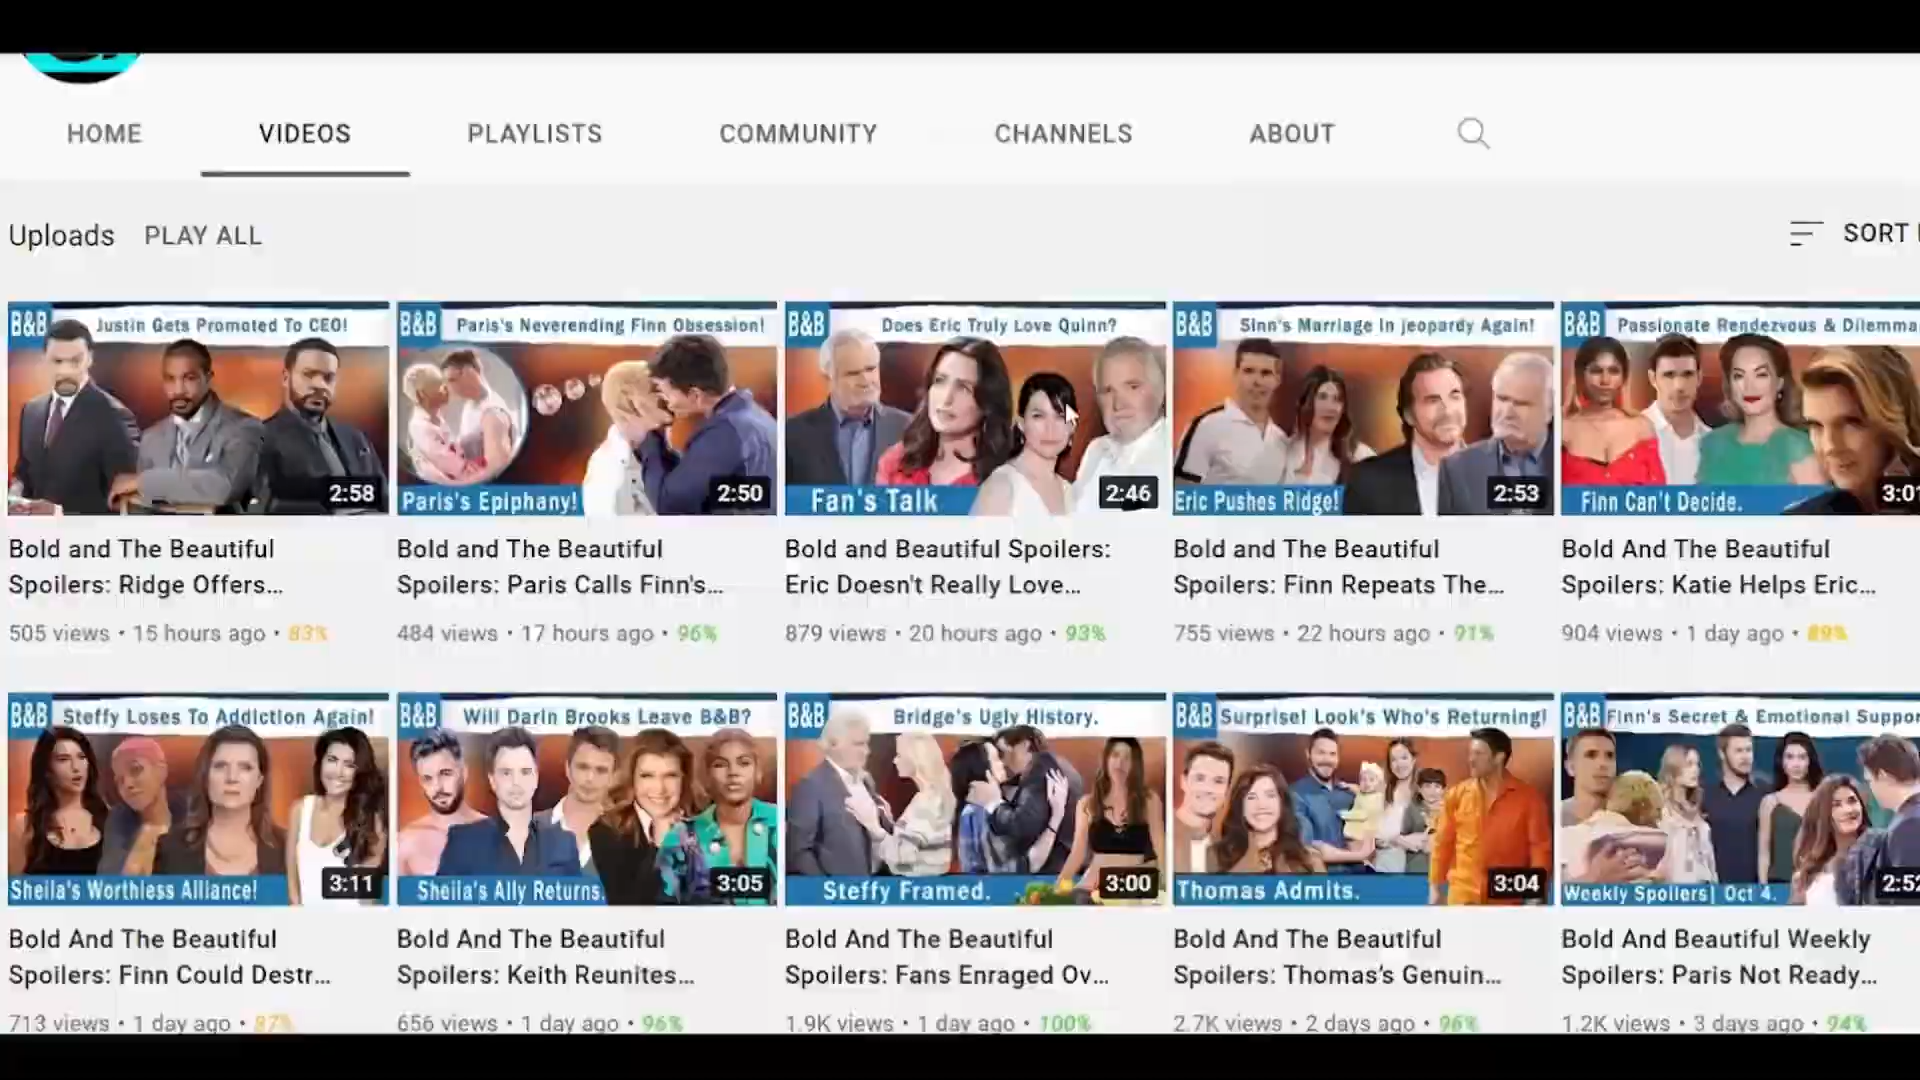 HOME VIDEOS PLAYLISTS COMMUNITY CHANNELS ABOUT
Uploads PLAY ALL SORT
B&B Justin Gets Promoted To CEO!
2:58
B&B Paris's Neverending Finn Obsession!
Paris's Epiphany! 2:50
B&B Does Eric Truly Love Quinn?
Fan's Talk 2:46
B&B Sinn's Marriage In jeopardy Again!
Eric Pushes Ridge! 2:53
B&B Passionate Rendezvous & Dilemma
Finn Can't Decide. 3:01
Bold and The Beautiful
Spoilers: Ridge Offers...
505 views • 15 hours ago • 83%
Bold and The Beautiful
Spoilers: Paris Calls Finn's...
484 views • 17 hours ago • 96%
Bold and Beautiful Spoilers:
Eric Doesn't Really Love...
879 views • 20 hours ago • 93%
Bold and The Beautiful
Spoilers: Finn Repeats The...
755 views • 22 hours ago • 91%
Bold And The Beautiful
Spoilers: Katie Helps Eric...
904 views • 1 day ago • 89%
B&B Steffy Loses To Addiction Again!
Sheila's Worthless Alliance! 3:11
B&B Will Darin Brooks Leave B&B?
Sheila's Ally Returns. 3:05
B&B Bridge's Ugly History.
Steffy Framed. 3:00
B&B Surprise! Look's Who's Returning!
Thomas Admits. 3:04
B&B Finn's Secret & Emotional Suppor
Weekly Spoilers| Oct 4. 2:52
Bold And The Beautiful
Spoilers: Finn Could Destr...
713 views • 1 day ago • 87%
Bold And The Beautiful
Spoilers: Keith Reunites...
656 views • 1 day ago • 96%
Bold And The Beautiful
Spoilers: Fans Enraged Ov...
1.9K views • 1 day ago • 100%
Bold And The Beautiful
Spoilers: Thomas's Genuin...
2.7K views • 2 days ago • 96%
Bold And Beautiful Weekly
Spoilers: Paris Not Ready...
1.2K views • 3 days ago • 94%